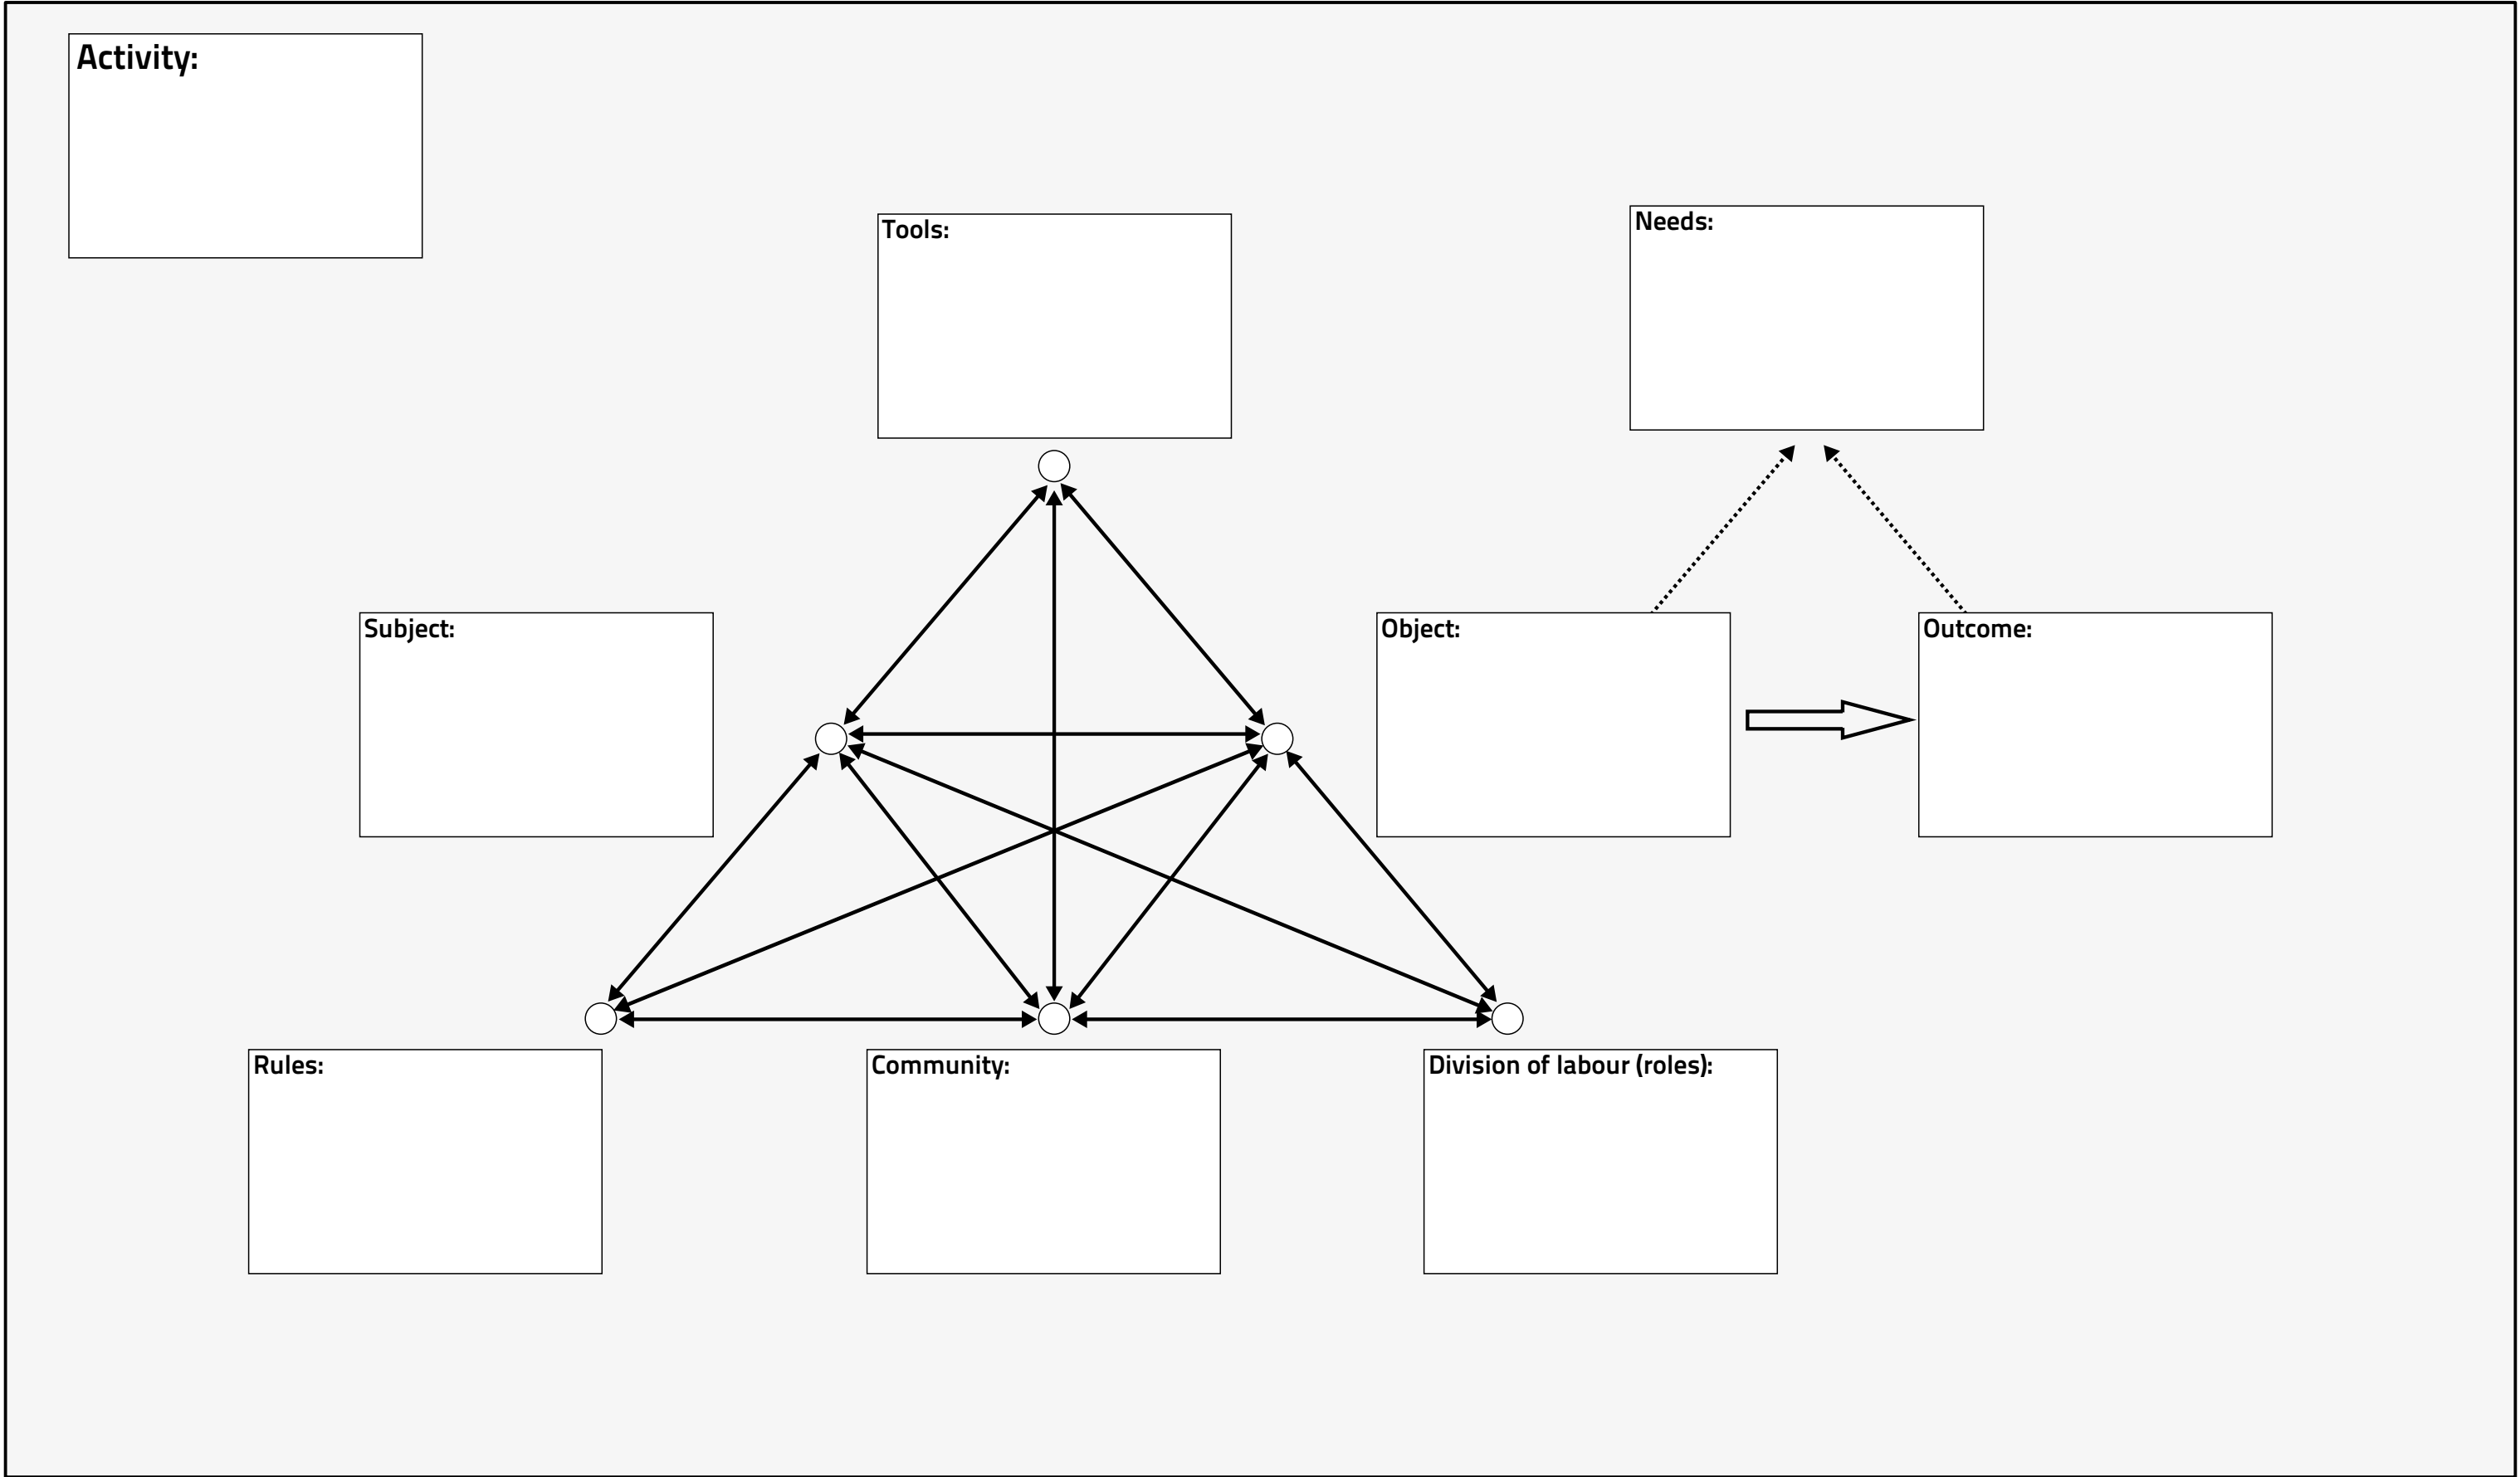 Activity:
Tools:
Needs:
Subject:
Object:
Outcome:
Rules:
Community:
Division of labour (roles):